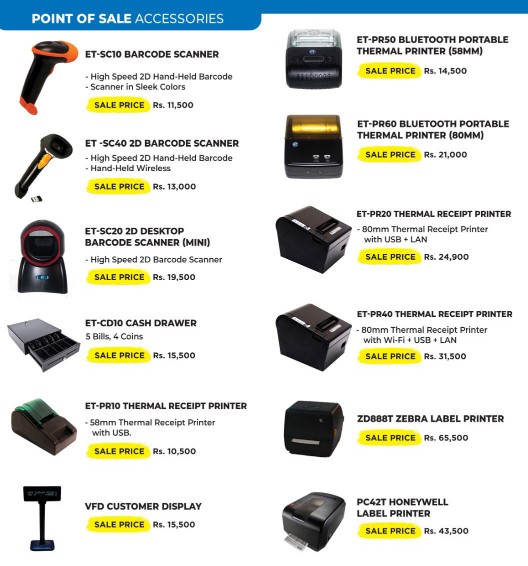 POINT OF SALE ACCESSORIES
ET-SC10 BARCODE SCANNER
- High Speed 2D Hand-Held Barcode
- Scanner in Sleek Colors
SALE PRICE Rs. 11,500
ET -SC40 2D BARCODE SCANNER
- High Speed 2D Hand-Held Barcode
- Hand-Held Wireless
SALE PRICE Rs. 13,000
ET-SC20 2D DESKTOP
BARCODE SCANNER (MINI)
- High Speed 2D Barcode Scanner
SALE PRICE Rs. 19,500
ET-CD10 CASH DRAWER
5 Bills, 4 Coins
SALE PRICE Rs. 15,500
ET-PR10 THERMAL RECEIPT PRINTER
- 58mm Thermal Receipt Printer
with USB.
SALE PRICE Rs. 10,500
VFD CUSTOMER DISPLAY
SALE PRICE Rs. 15,500
ET-PR50 BLUETOOTH PORTABLE
THERMAL PRINTER (58MM)
SALE PRICE Rs. 14,500
ET-PR60 BLUETOOTH PORTABLE
THERMAL PRINTER (80MM)
SALE PRICE Rs. 21,000
ET-PR20 THERMAL RECEIPT PRINTER
- 80mm Thermal Receipt Printer
with USB + LAN
SALE PRICE Rs. 24,900
ET-PR40 THERMAL RECEIPT PRINTER
- 80mm Thermal Receipt Printer
with Wi-Fi + USB + LAN
SALE PRICE Rs. 31,500
ZD888T ZEBRA LABEL PRINTER
SALE PRICE Rs. 65,500
PC42T HONEYWELL
LABEL PRINTER
SALE PRICE Rs. 43,500